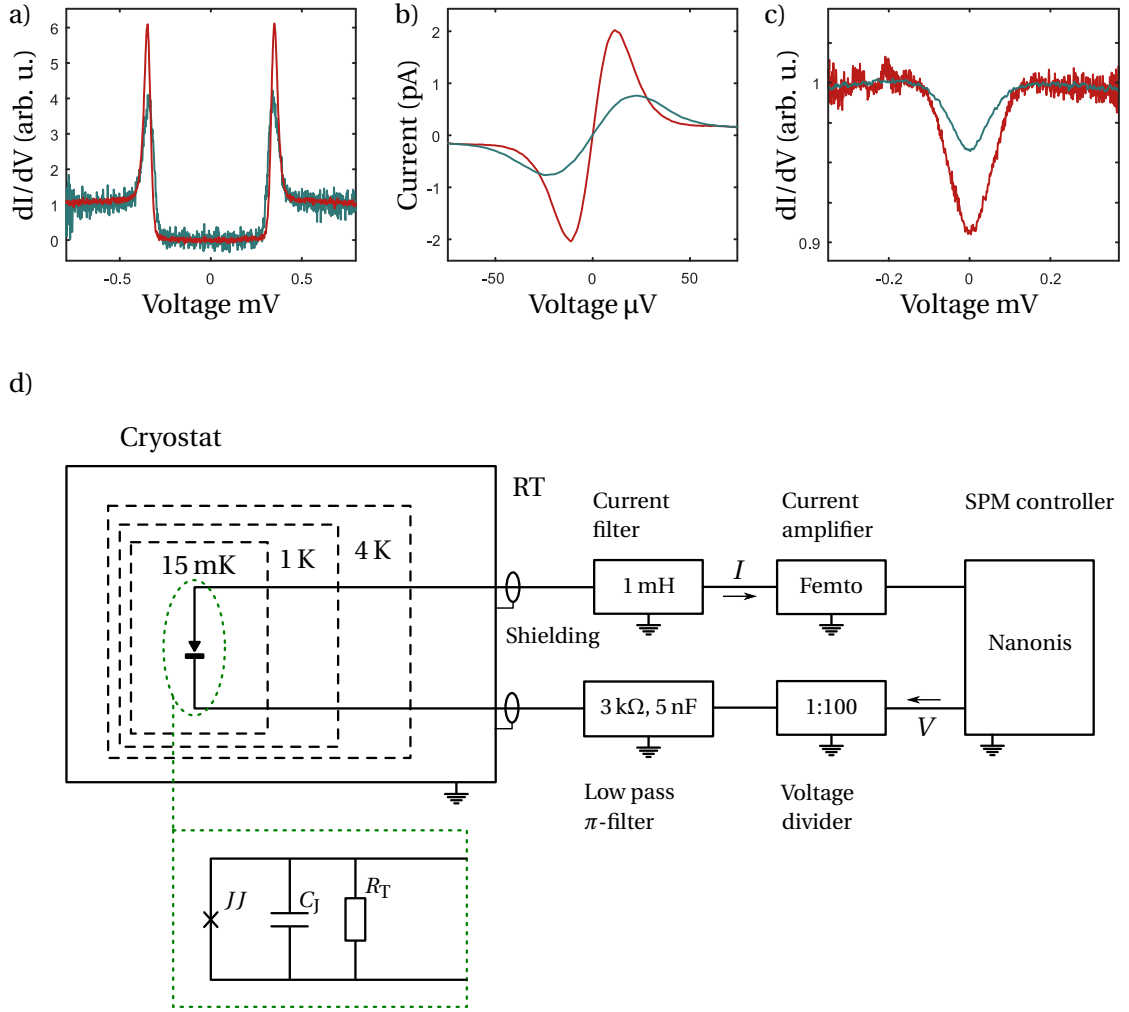 a)
dI/dV (arb. u.)
6
5
4
3
2
1
0
-0.5
0
0.5
Voltage mV
b)
Current (pA)
2
1
0
-1
-2
-50
0
50
Voltage µV
c)
dI/dV (arb. u.)
1
0.9
-0.2
0
0.2
Voltage mV
d)
Cryostat
RT
15 mK
1 K
4 K
Shielding
Current
filter
1 mH
I
Current
amplifier
Femto
SPM controller
Nanonis
3 kΩ, 5 nF
Low pass
π-filter
1:100
Voltage
divider
V
JJ
C_J
R_T